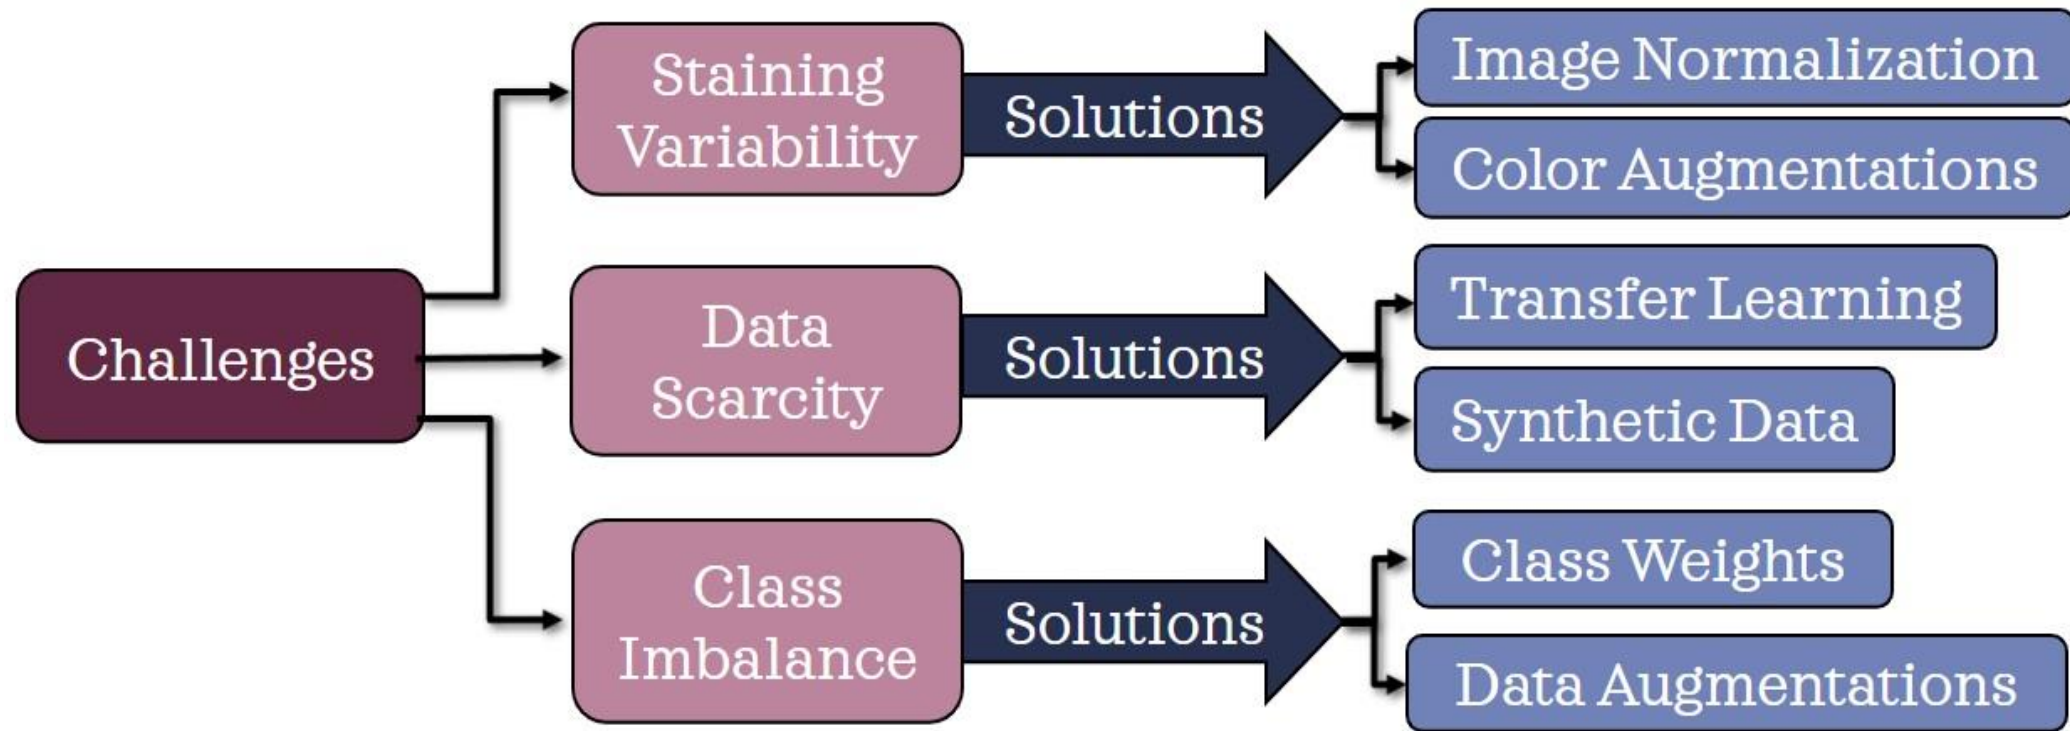 Challenges
Staining
Variability
Solutions
Image Normalization
Color Augmentations
Data
Scarcity
Solutions
Transfer Learning
Synthetic Data
Class
Imbalance
Solutions
Class Weights
Data Augmentations